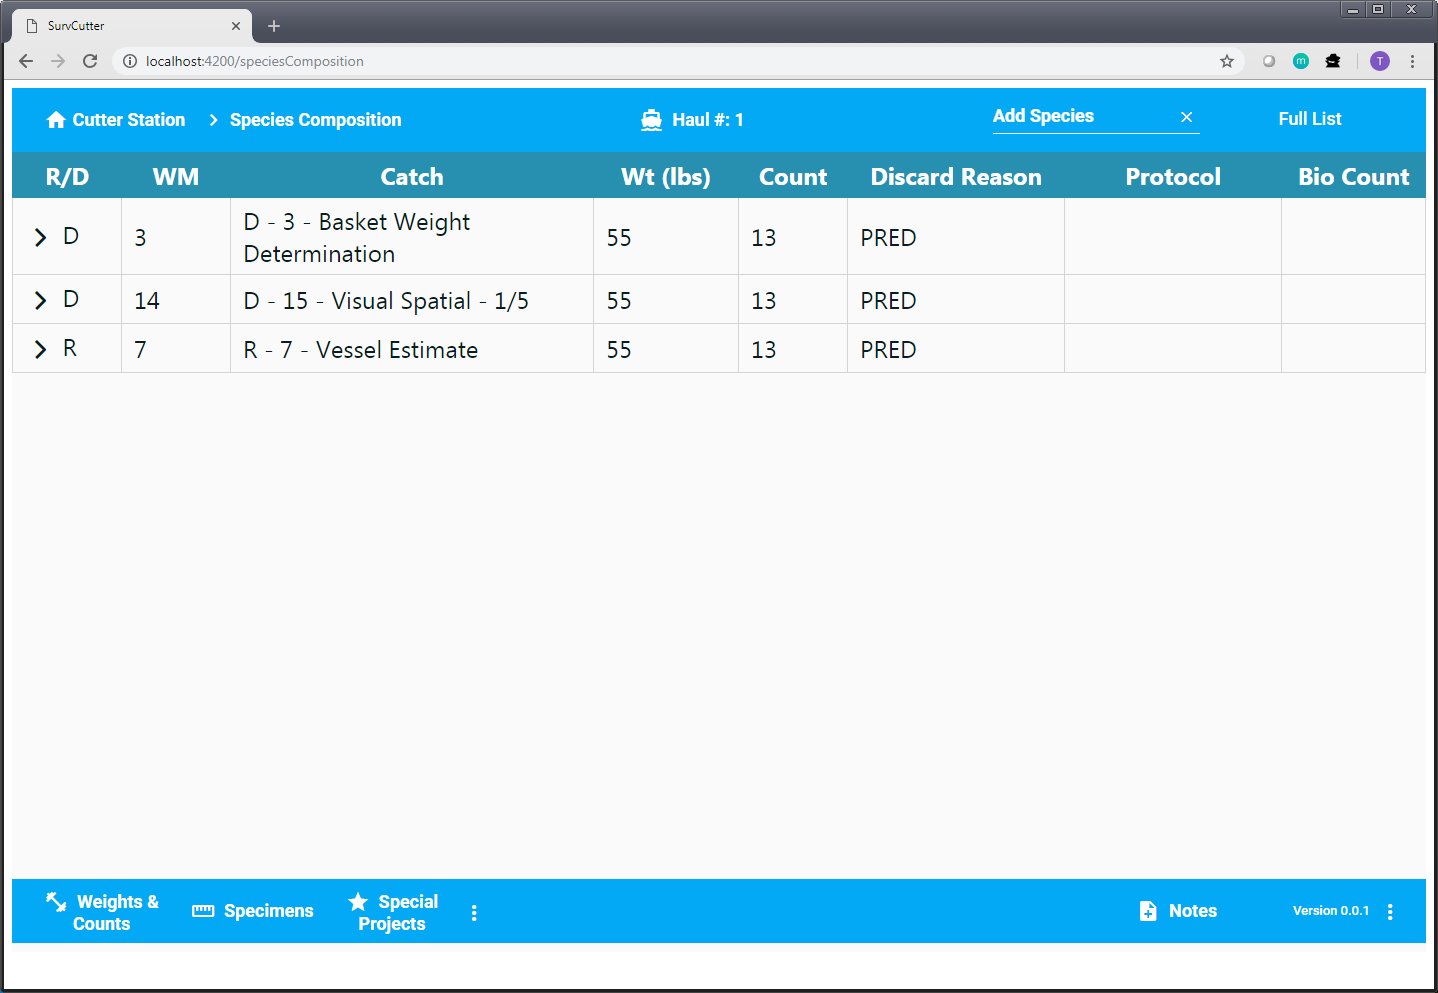 SurvCutter
localhost:4200/speciesComposition
m
T
Cutter Station
Species Composition
Haul #: 1
Add Species
Full List
R/D WM Catch Wt (lbs) Count Discard Reason Protocol Bio Count
D 3 D - 3 - Basket Weight 55 13 PRED
Determination
D 14 D - 15 - Visual Spatial - 1/5 55 13 PRED
R 7 R - 7 - Vessel Estimate 55 13 PRED
Weights &
Counts
Specimens
Special
Projects
Notes
Version 0.0.1